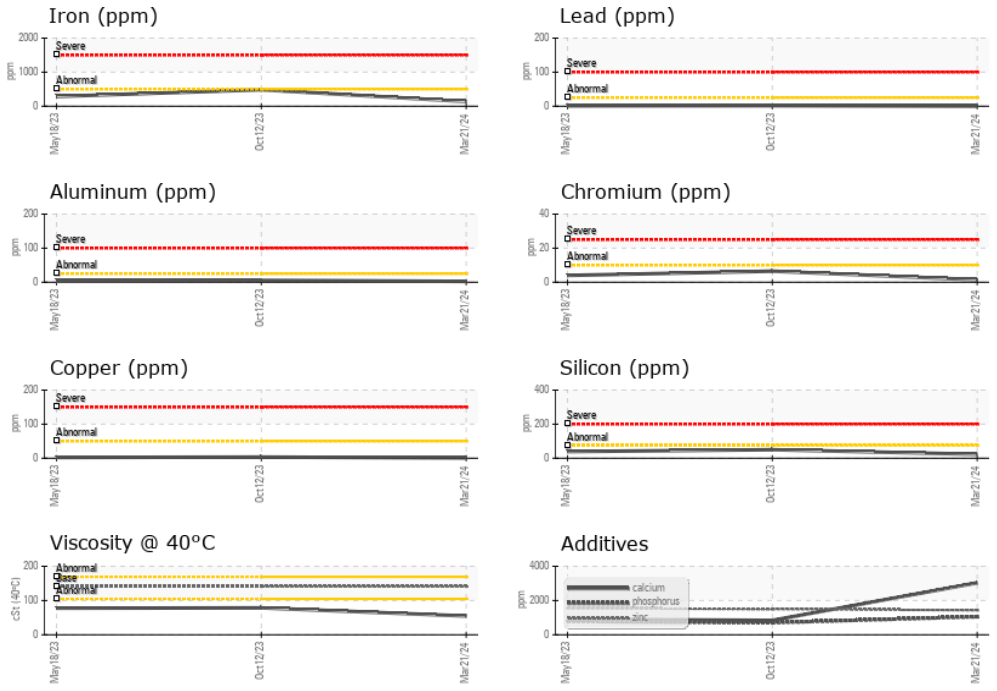 Iron (ppm)
2000
1000
0
ppm
Severe
Abnormal
May18/23
Oct12/23
Mar21/24
Lead (ppm)
200
100
0
ppm
Severe
Abnormal
May18/23
Oct12/23
Mar21/24
Aluminum (ppm)
200
100
0
ppm
Severe
Abnormal
May18/23
Oct12/23
Mar21/24
Chromium (ppm)
40
20
0
ppm
Severe
Abnormal
May18/23
Oct12/23
Mar21/24
Copper (ppm)
200
100
0
ppm
Severe
Abnormal
May18/23
Oct12/23
Mar21/24
Silicon (ppm)
400
200
0
ppm
Severe
Abnormal
May18/23
Oct12/23
Mar21/24
Viscosity @ 40°C
200
100
0
cSt (40°C)
Abnormal
Base
Abnormal
May18/23
Oct12/23
Mar21/24
Additives
4000
2000
0
ppm
calcium
phosphorus
zinc
May18/23
Oct12/23
Mar21/24